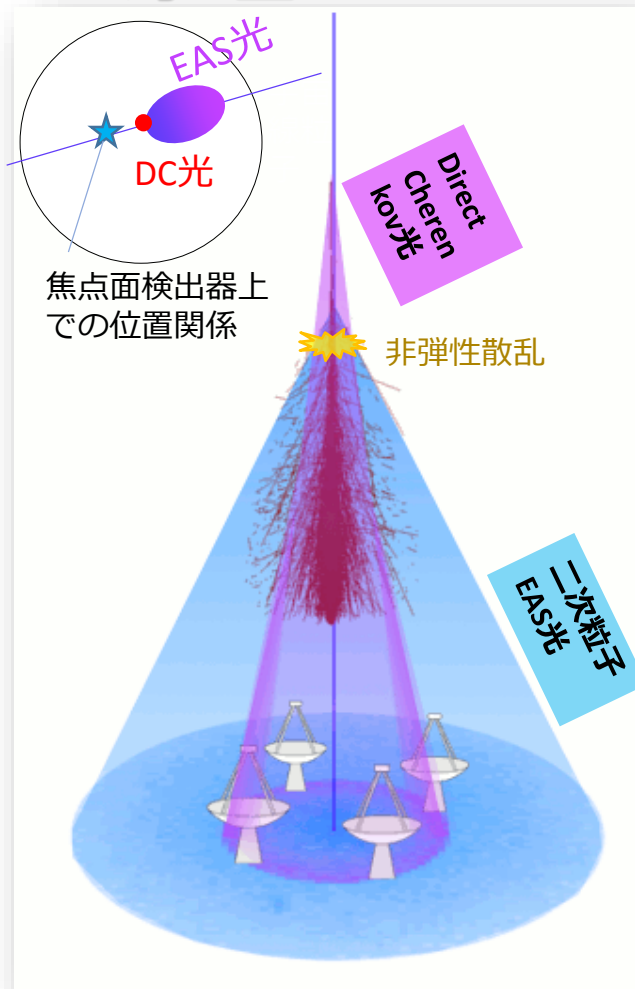 EAS光
DC光
焦点面検出器上
での位置関係
Direct
Cheren
kov光
非弾性散乱
二次粒子
EAS光